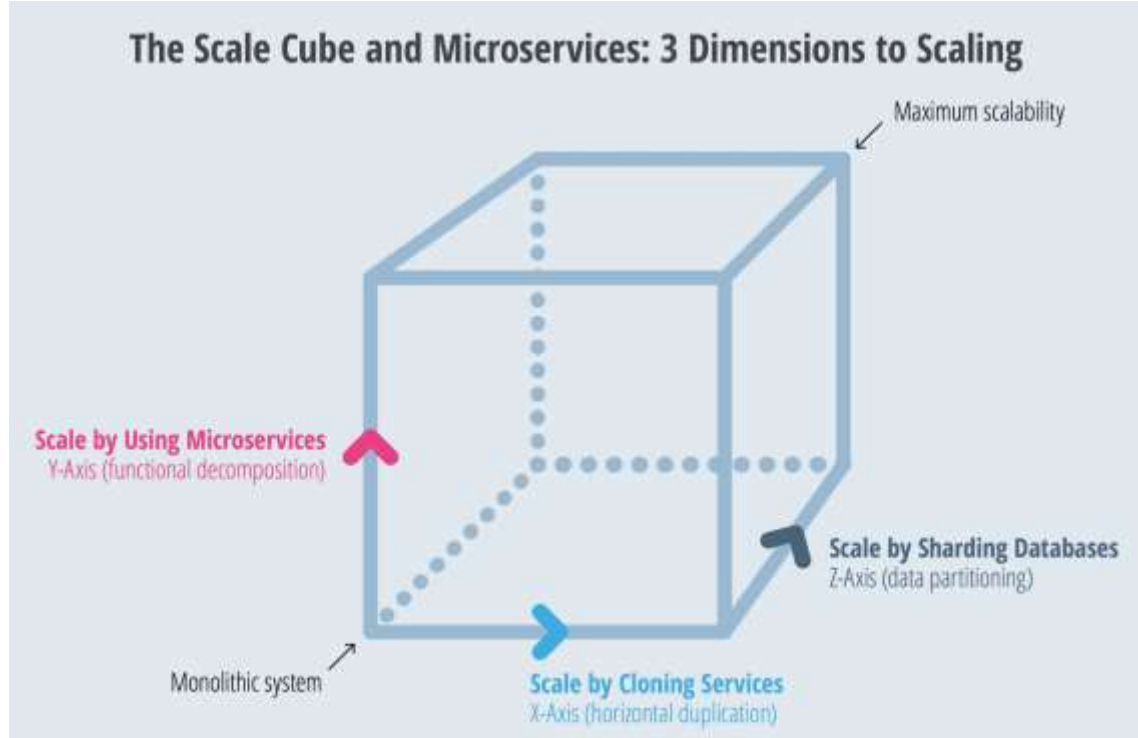 The Scale Cube and Microservices: 3 Dimensions to Scaling
Maximum scalability
Scale by Using Microservices
Y-Axis (functional decomposition)
Scale by Sharding Databases
Z-Axis (data partitioning)
Monolithic system
Scale by Cloning Services
X-Axis (horizontal duplication)